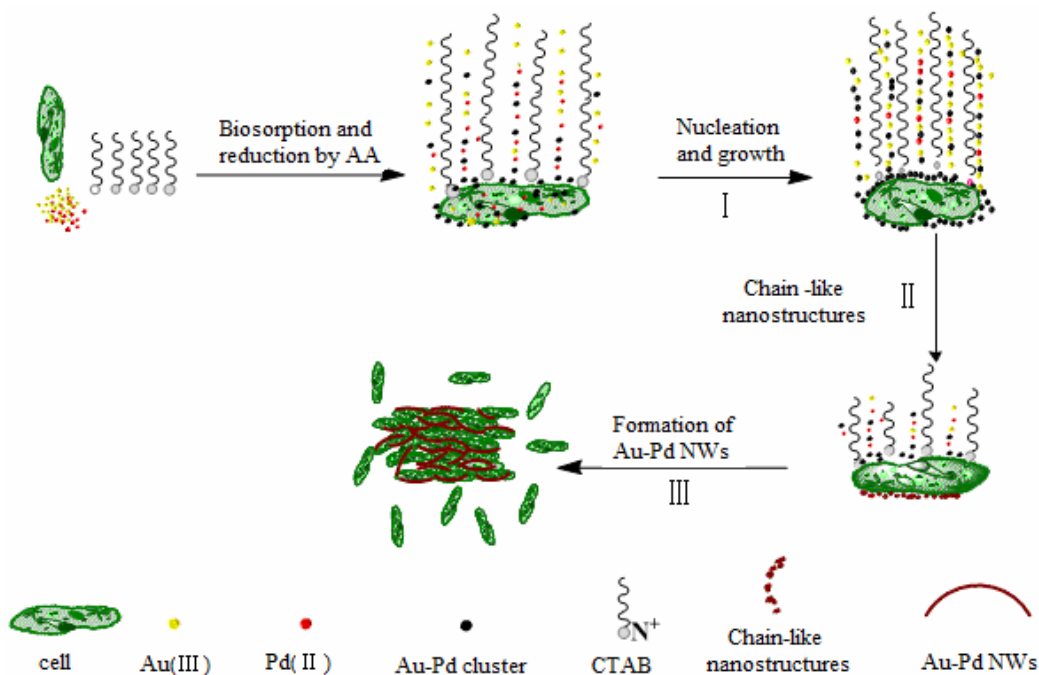 Biosorption and
reduction by AA
Nucleation
and growth
I
Chain -like
nanostructures
II
Formation of
Au-Pd NWs
III
cell
Au(III)
Pd(II)
Au-Pd cluster
N+
CTAB
Chain-like
nanostructures
Au-Pd NWs